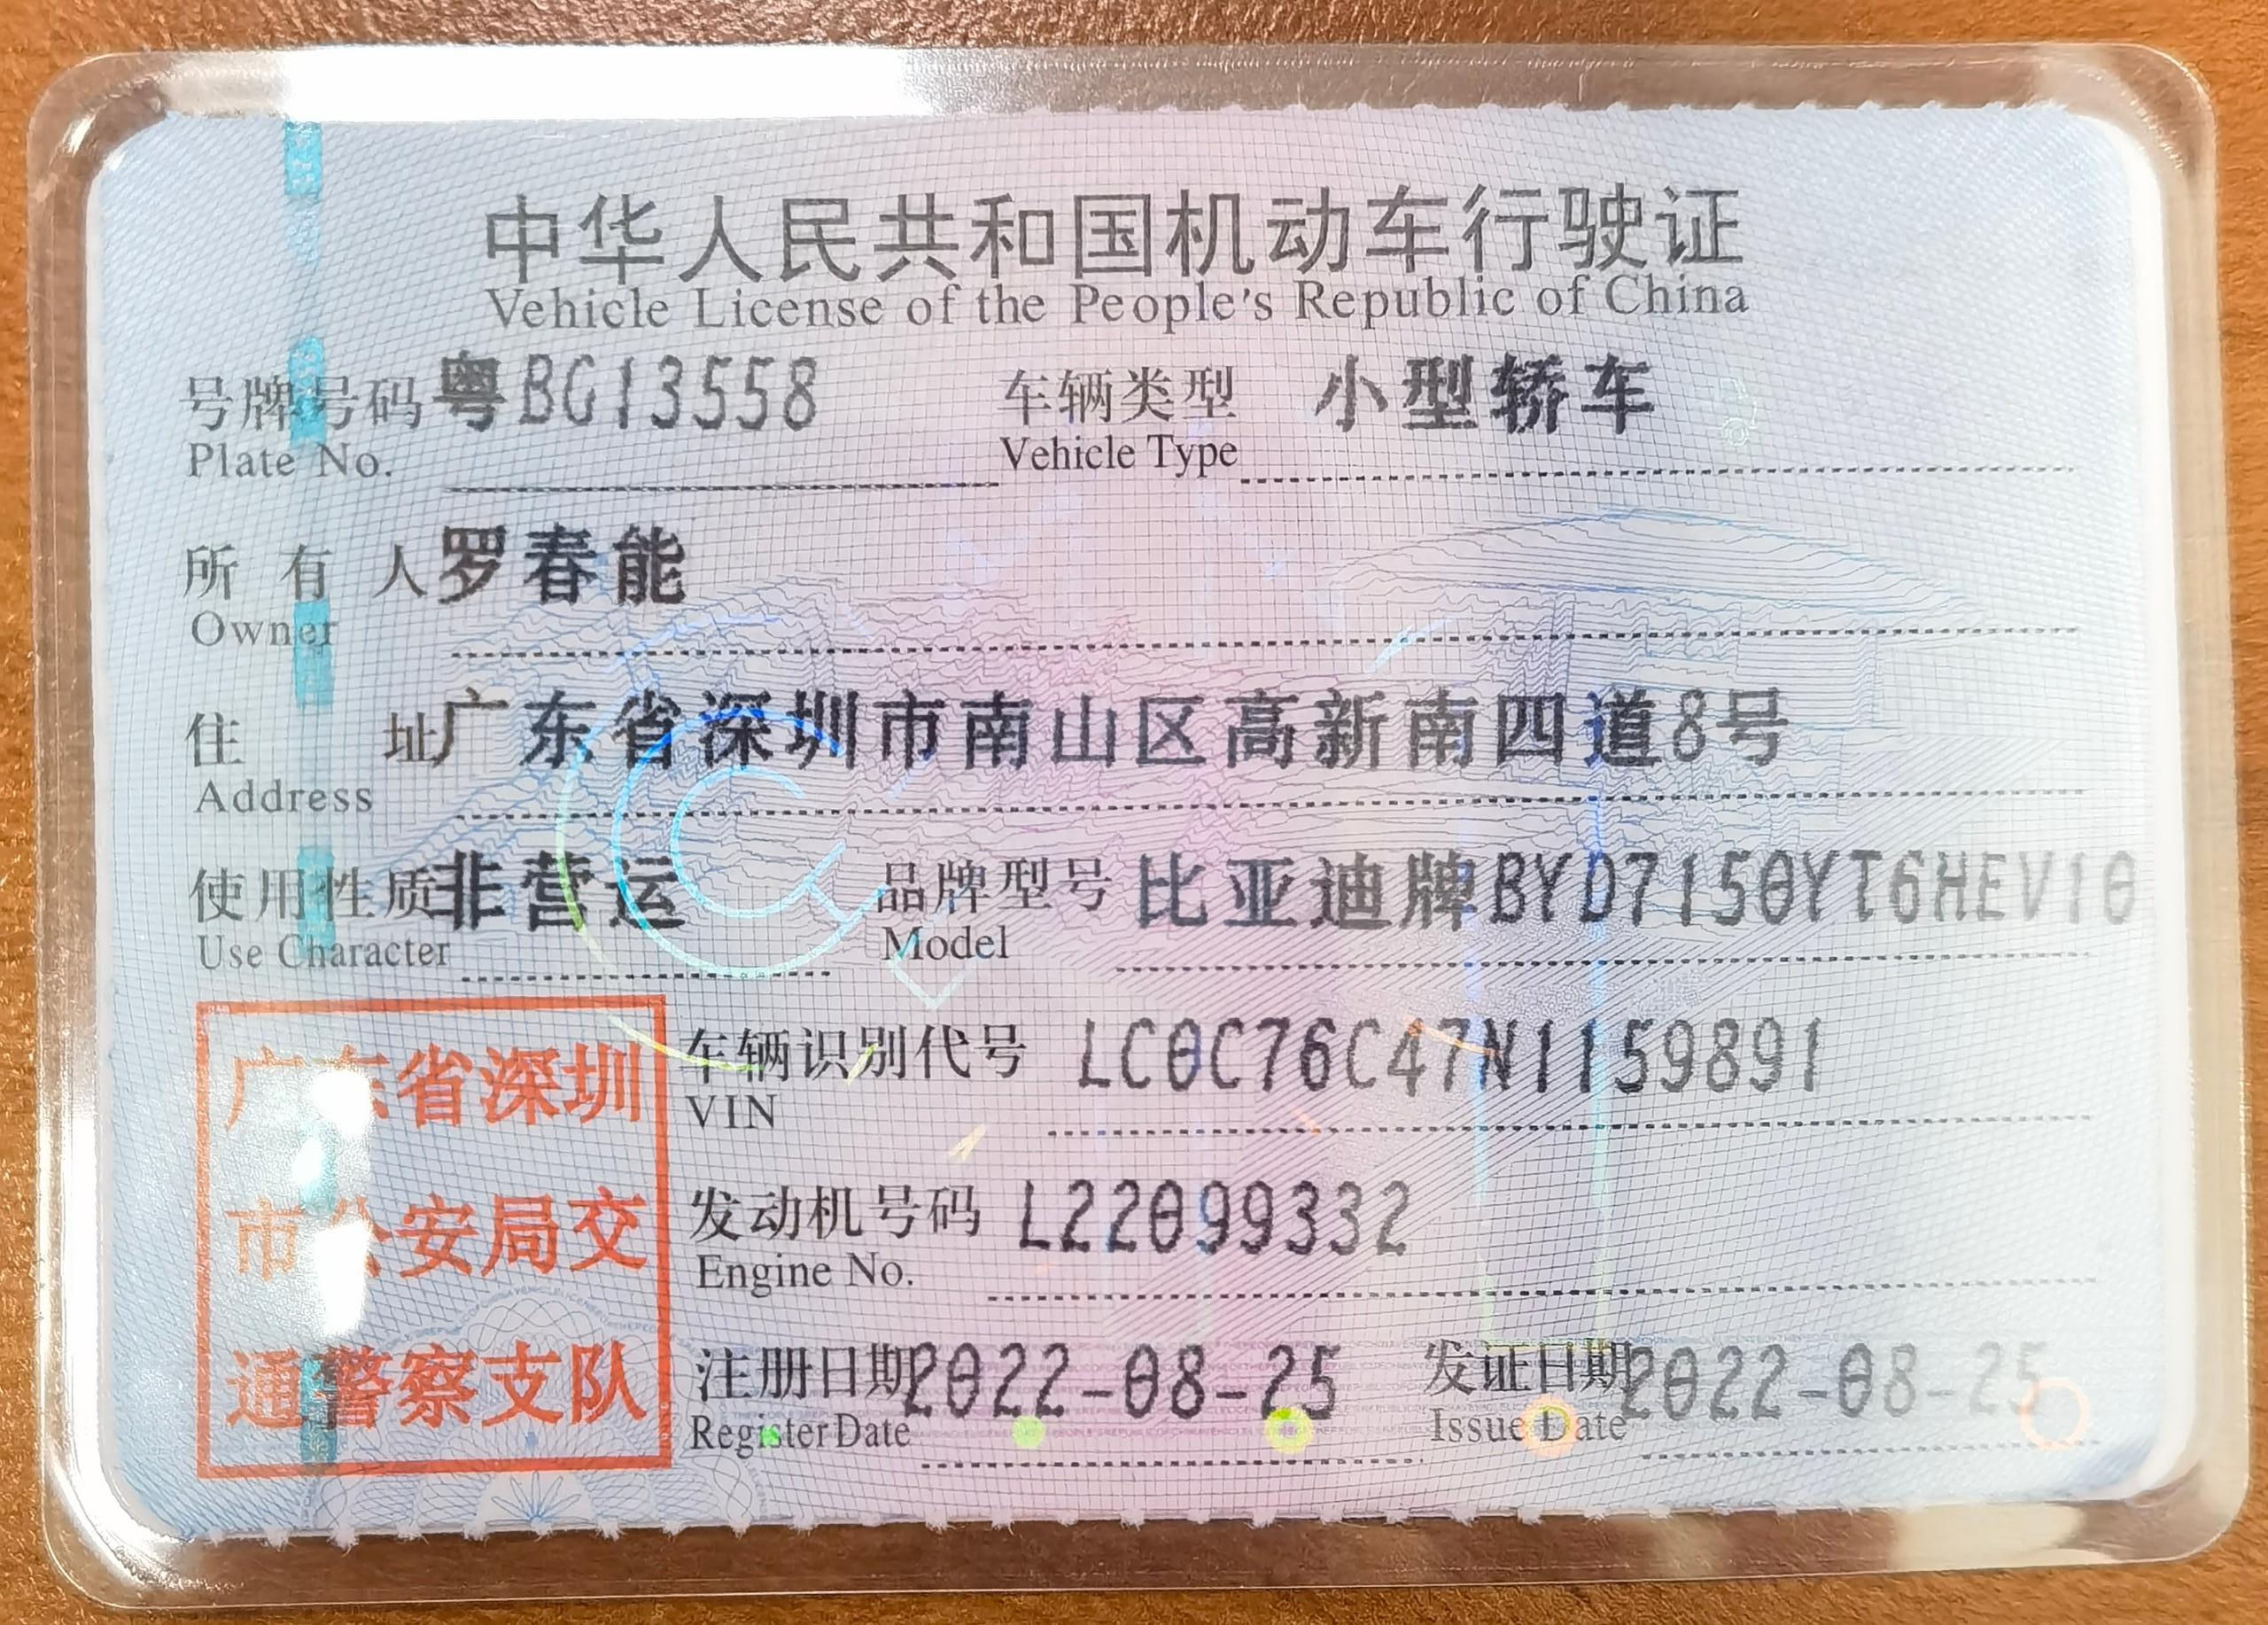 中华人民共和国机动车行驶证
Vehicle License of the People's Republic of China
号牌号码 粤BG13558 车辆类型 小型轿车
Plate No. Vehicle Type
所有人 罗春能
Owner
住址 广东省深圳市南山区高新南四道8号
Address
使用性质 非营运 品牌型号 比亚迪牌BYD7150YT6HEV10
Use Character Model
车辆识别代号 LC0C76C47N1159891
VIN
发动机号码 L22099332
Engine No.
注册日期 2022-08-25 发证日期 2022-08-25
Register Date Issue Date
广东省深圳
市公安局交
通警察支队